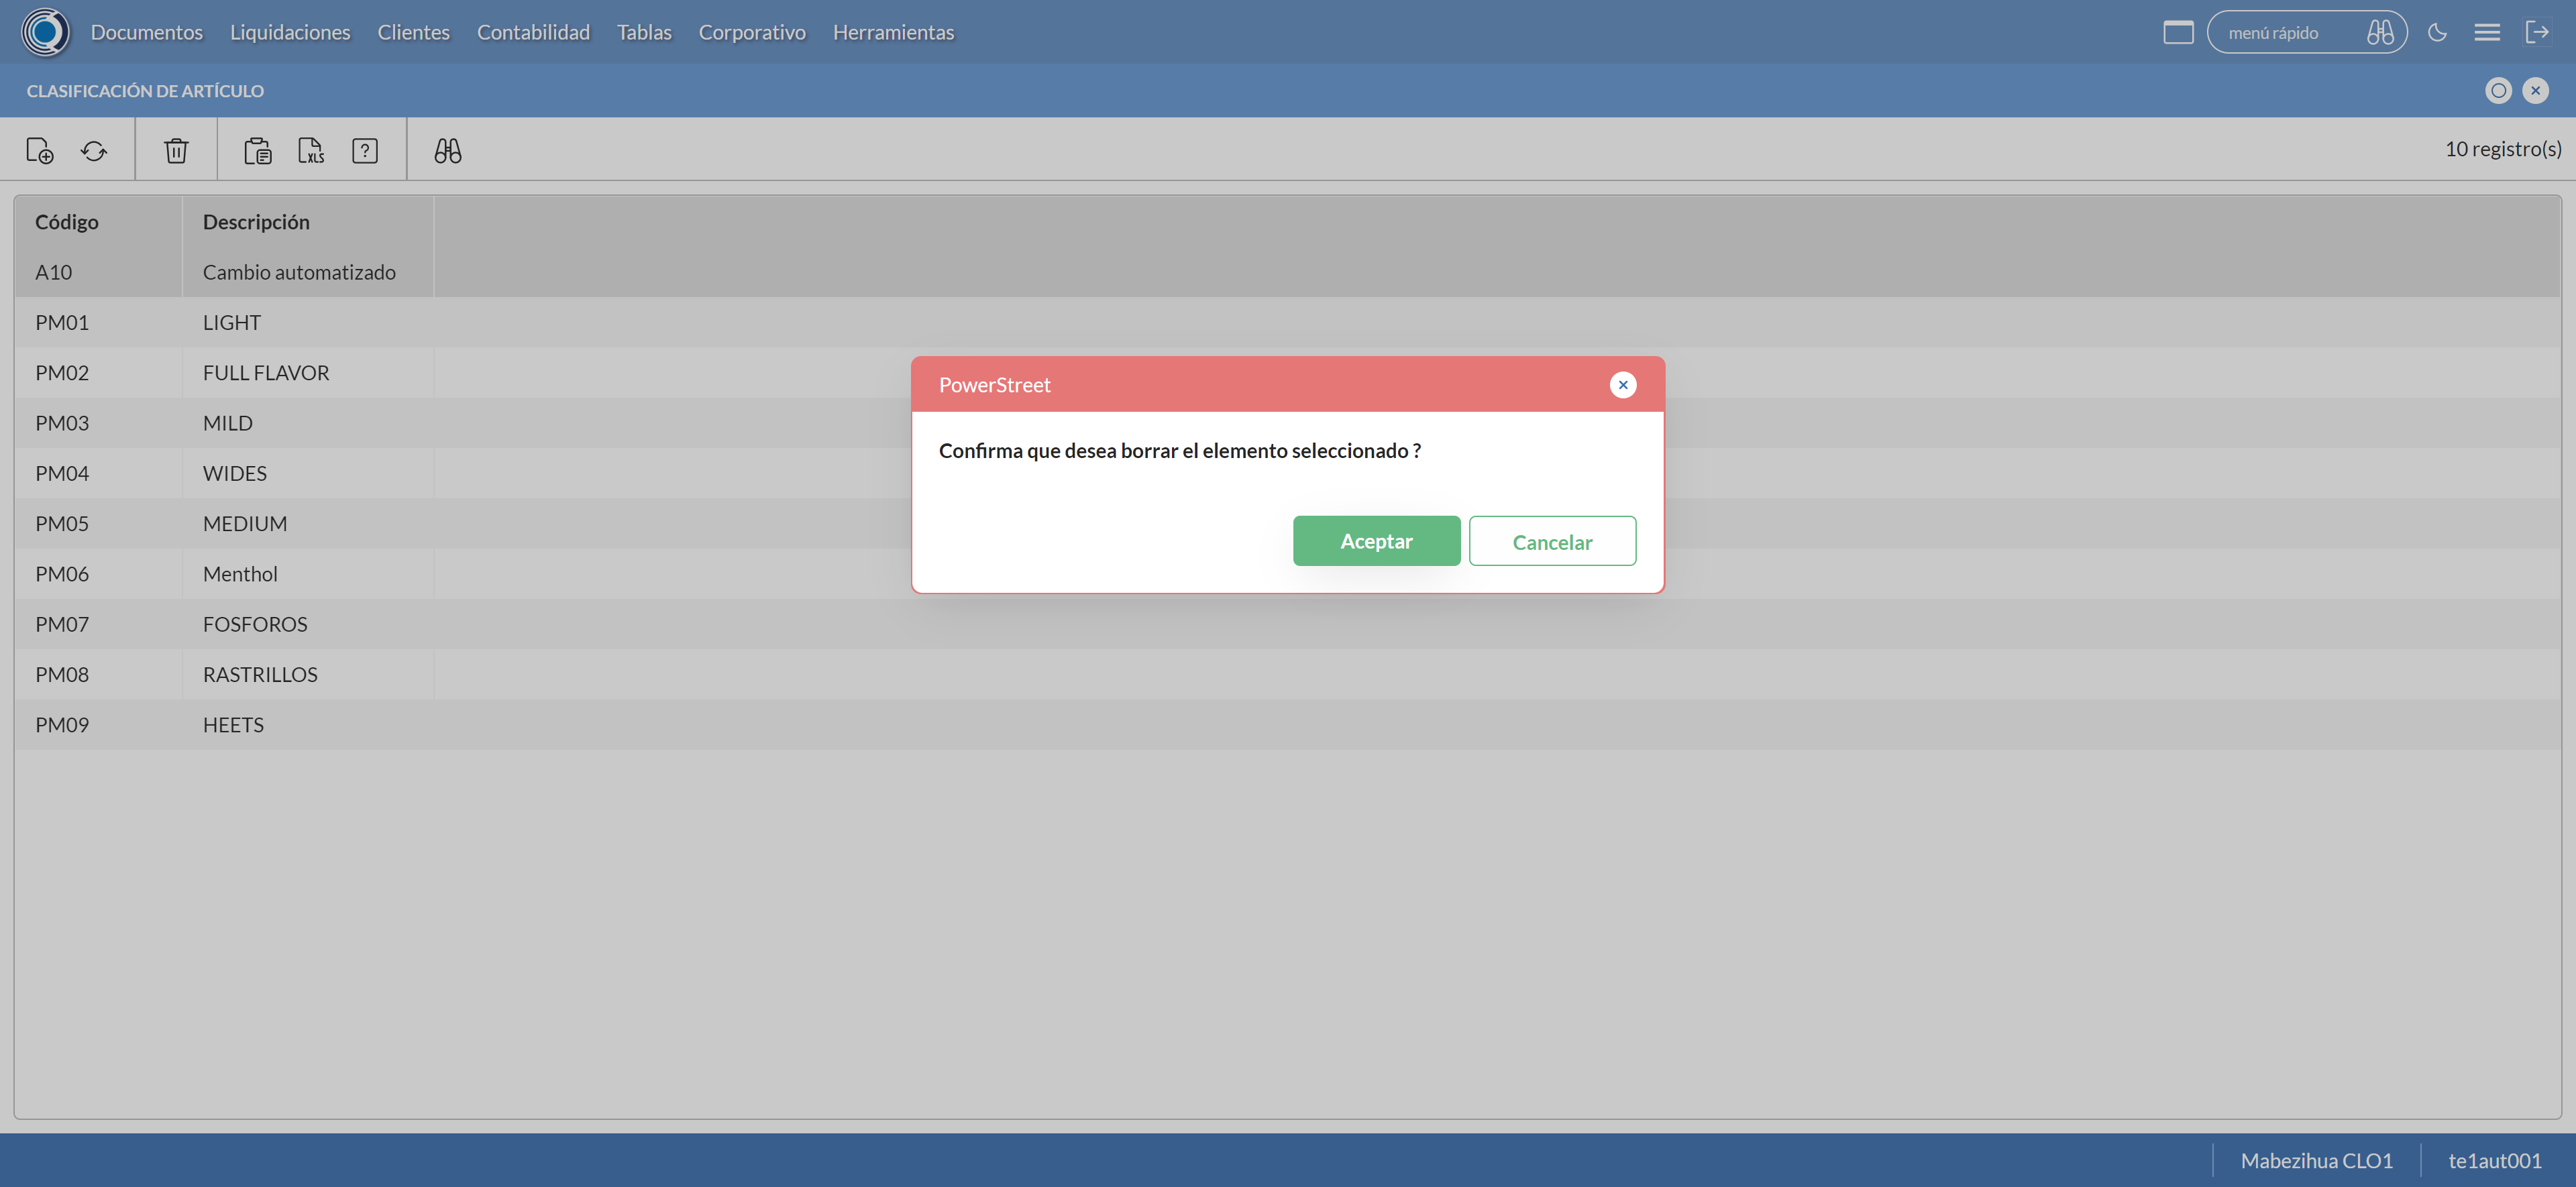 Documentos Liquidaciones Clientes Contabilidad Tablas Corporativo Herramientas menú rápido
CLASIFICACIÓN DE ARTÍCULO
XLS ? 10 registro(s)
Código Descripción
A10 Cambio automatizado
PM01 LIGHT
PM02 FULL FLAVOR
PM03 MILD
PM04 WIDES
PM05 MEDIUM
PM06 Menthol
PM07 FOSFOROS
PM08 RASTRILLOS
PM09 HEETS
PowerStreet
Confirma que desea borrar el elemento seleccionado ?
Aceptar Cancelar
Mabezihua CLO1 te1aut001